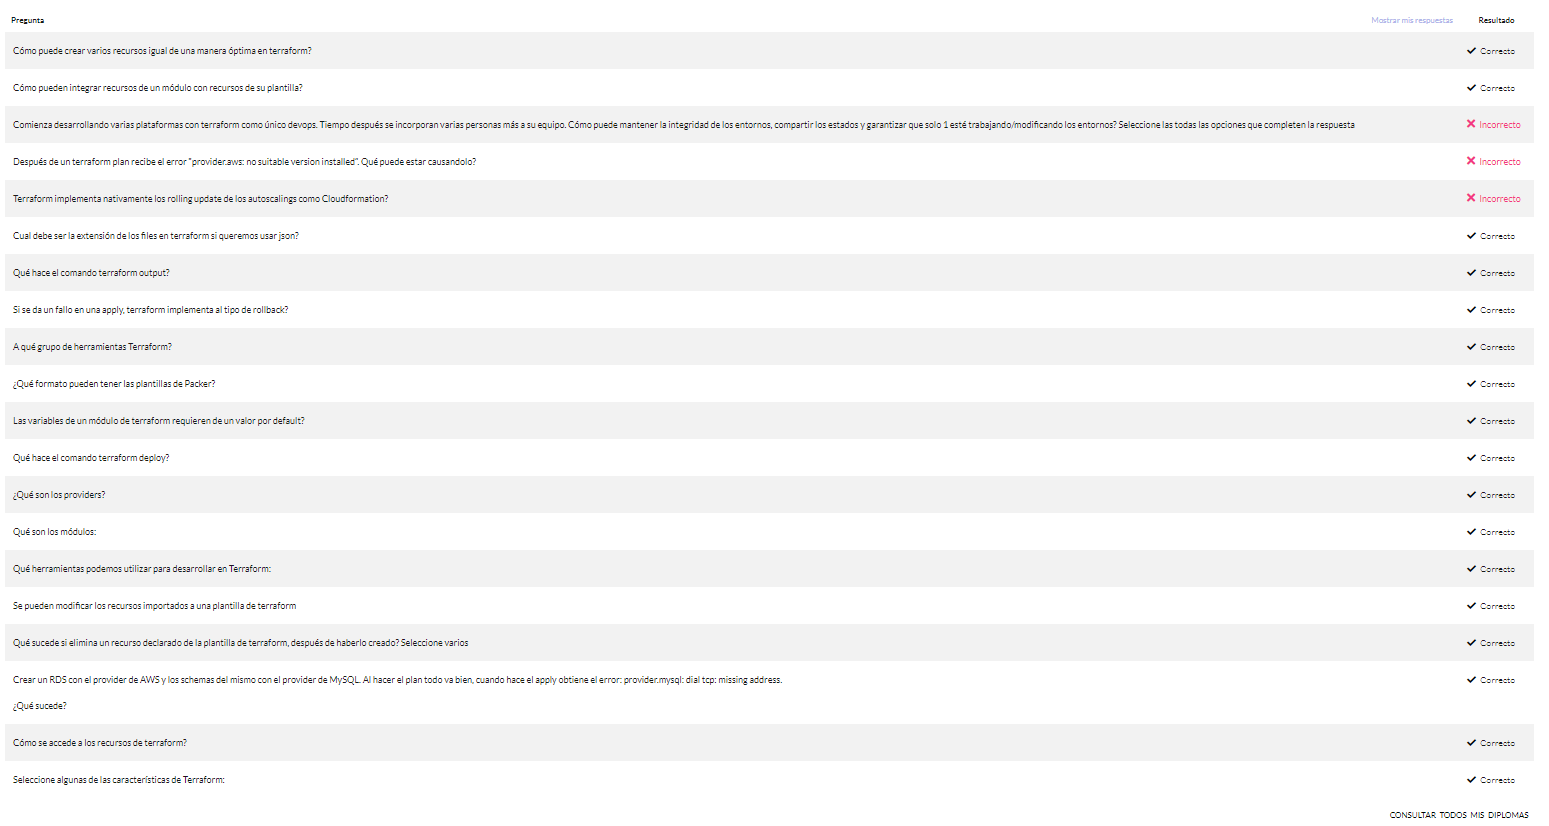 Pregunta Mostrar mis respuestas Resultado
Cómo puede crear varios recursos igual de una manera óptima en terraform? Correcto
Cómo pueden integrar recursos de un módulo con recursos de su plantilla? Correcto
Comienza desarrollando varias plataformas con terraform como único devops. Tiempo después se incorporan varias personas más a su equipo. Cómo puede mantener la integridad de los entornos, compartir los estados y garantizar que solo 1 esté trabajando/modificando los entornos? Seleccione las todas las opciones que completen la respuesta Incorrecto
Después de un terraform plan recibe el error "provider.aws: no suitable version installed". Qué puede estar causandolo? Incorrecto
Terraform implementa nativamente los rolling update de los autoscalings como Cloudformation? Incorrecto
Cual debe ser la extensión de los files en terraform si queremos usar json? Correcto
Qué hace el comando terraform output? Correcto
Si se da un fallo en una apply, terraform implementa al tipo de rollback? Correcto
A qué grupo de herramientas Terraform? Correcto
¿Qué formato pueden tener las plantillas de Packer? Correcto
Las variables de un módulo de terraform requieren de un valor por default? Correcto
Qué hace el comando terraform deploy? Correcto
¿Qué son los providers? Correcto
Qué son los módulos: Correcto
Qué herramientas podemos utilizar para desarrollar en Terraform: Correcto
Se pueden modificar los recursos importados a una plantilla de terraform Correcto
Qué sucede si elimina un recurso declarado de la plantilla de terraform, después de haberlo creado? Seleccione varios Correcto
Crear un RDS con el provider de AWS y los schemas del mismo con el provider de MySQL. Al hacer el plan todo va bien, cuando hace el apply obtiene el error: provider.mysql: dial tcp: missing address. Correcto
¿Qué sucede?
Cómo se accede a los recursos de terraform? Correcto
Seleccione algunas de las características de Terraform: Correcto
CONSULTAR TODOS MIS DIPLOMAS